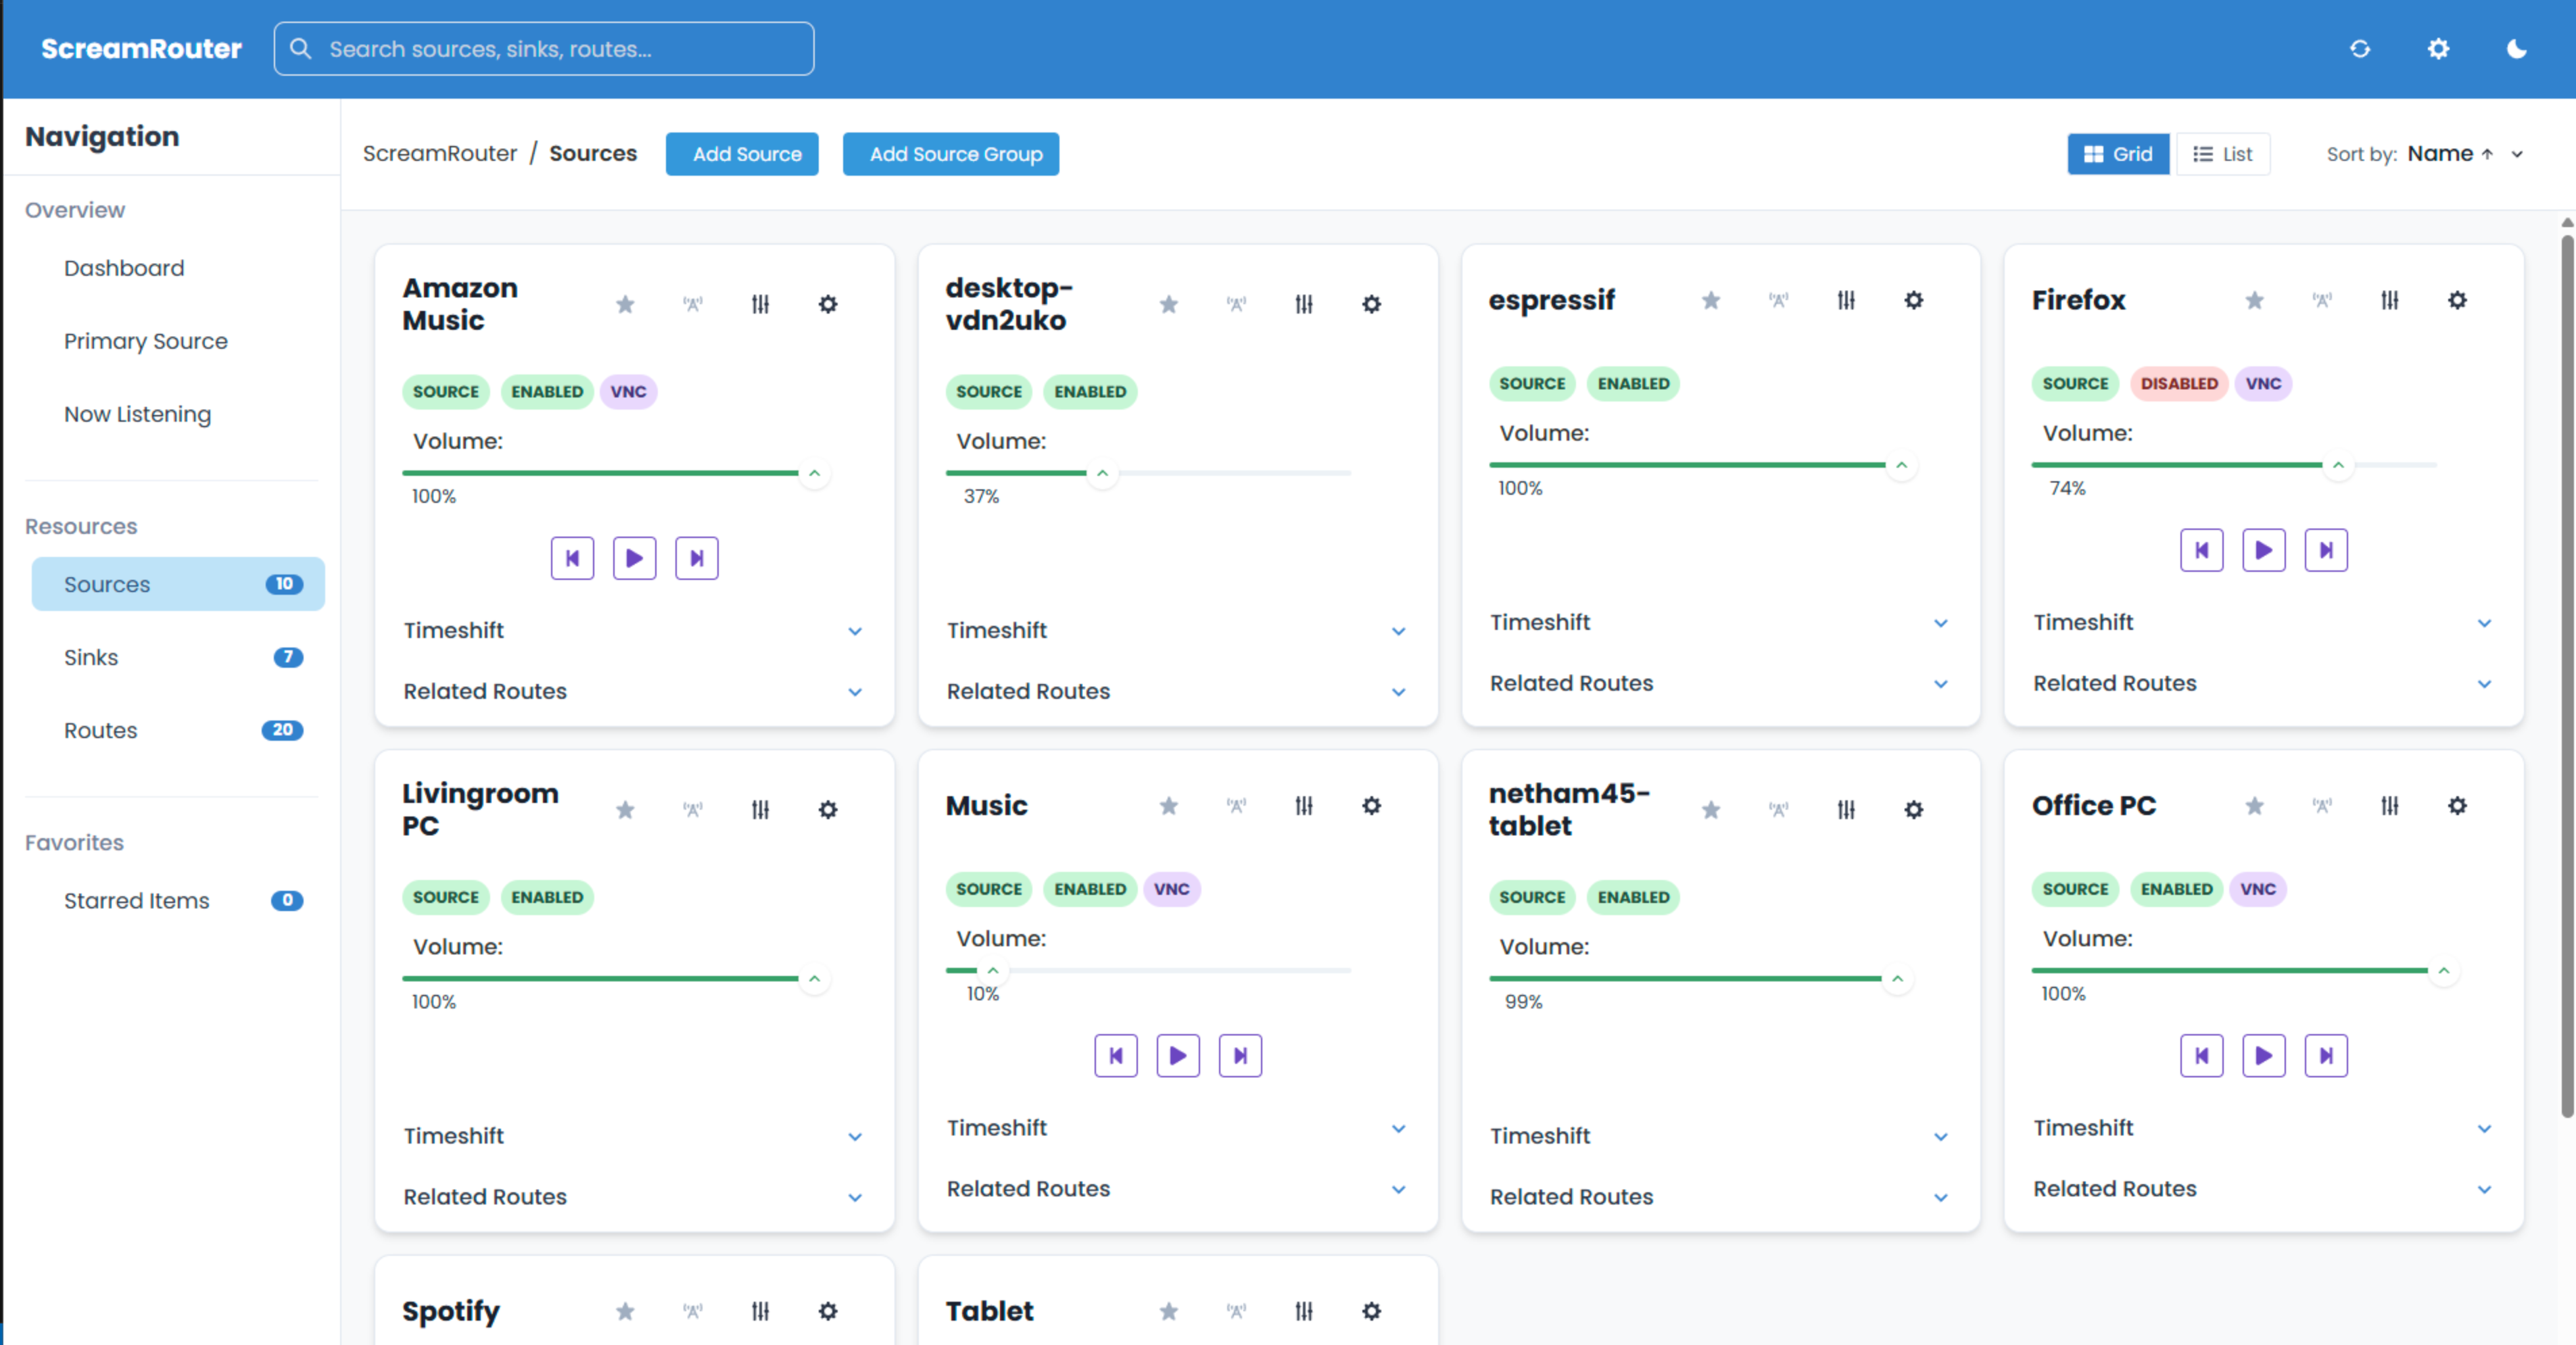 ScreamRouter
Search sources, sinks, routes...
Navigation
Overview
Dashboard
Primary Source
Now Listening
Resources
Sources 10
Sinks 7
Routes 20
Favorites
Starred Items 0
ScreamRouter / Sources Add Source Add Source Group Grid List Sort by: Name ↑
Amazon
Music
SOURCE ENABLED VNC
Volume:
100%
Timeshift
Related Routes
desktop-
vdn2uko
SOURCE ENABLED
Volume:
37%
Timeshift
Related Routes
espressif
SOURCE ENABLED
Volume:
100%
Timeshift
Related Routes
Firefox
SOURCE DISABLED VNC
Volume:
74%
Timeshift
Related Routes
Livingroom
PC
SOURCE ENABLED
Volume:
100%
Timeshift
Related Routes
Music
SOURCE ENABLED VNC
Volume:
10%
Timeshift
Related Routes
netham45-
tablet
SOURCE ENABLED
Volume:
99%
Timeshift
Related Routes
Office PC
SOURCE ENABLED VNC
Volume:
100%
Timeshift
Related Routes
Spotify
Tablet